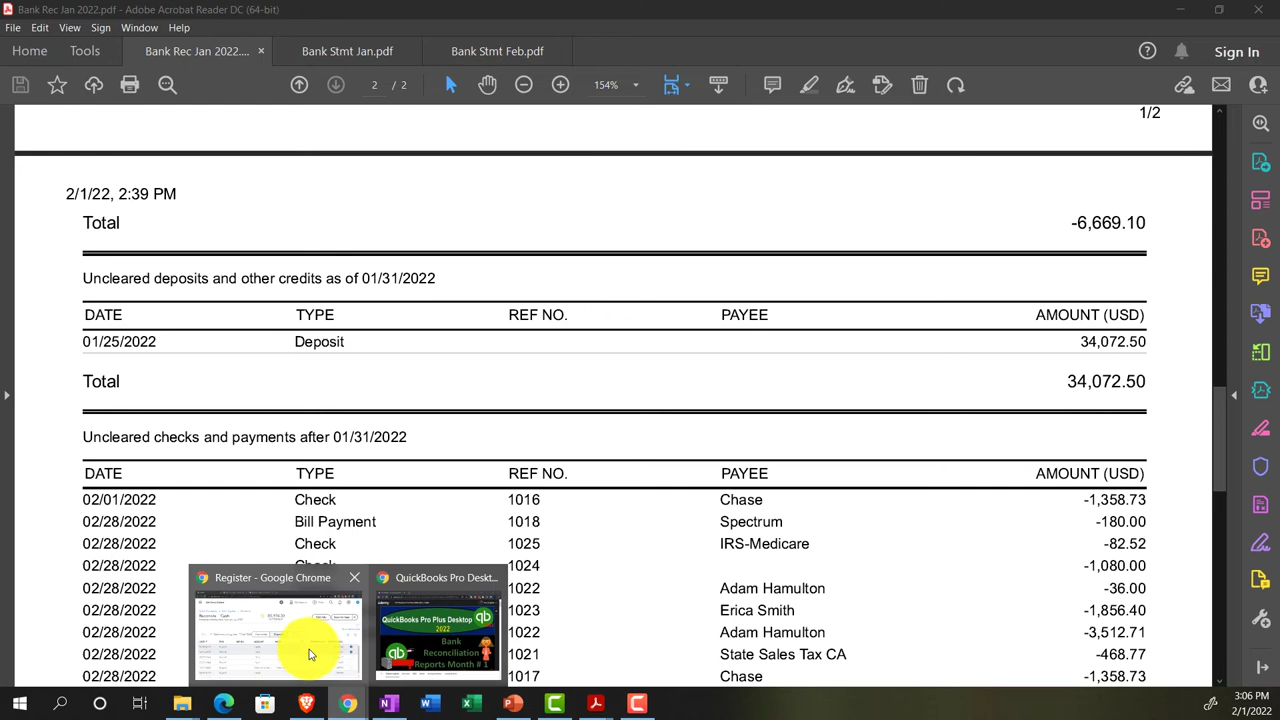 Bank Rec Jan 2022.pdf - Adobe Acrobat Reader DC (64-bit)
File Edit View Sign Window Help
Home Tools Bank Rec Jan 2022.... Bank Stmt Jan.pdf Bank Stmt Feb.pdf Sign In
2 / 2 154%
1/2
2/1/22, 2:39 PM
Total -6,669.10
Uncleared deposits and other credits as of 01/31/2022
DATE TYPE REF NO. PAYEE AMOUNT (USD)
01/25/2022 Deposit 34,072.50
Total 34,072.50
Uncleared checks and payments after 01/31/2022
DATE TYPE REF NO. PAYEE AMOUNT (USD)
02/01/2022 Check 1016 Chase -1,358.73
02/28/2022 Bill Payment 1018 Spectrum -180.00
02/28/2022 Check 1025 IRS-Medicare -82.52
02/28/2022 Check 1024 -1,080.00
02/28/2022 1022 Adam Hamulton -36.00
02/28/2022 1023 Erica Smith -1,856.40
02/28/2022 1022 Adam Hamulton -3,512.71
02/28/2022 1021 State Sales Tax CA -468.77
02/28/2022 1017 Chase -1,358.73
Register - Google Chrome
QuickBooks Pro Deskt...
QuickBooks Pro Plus Desktop
2022
qb
Bank
Reconciliation
Reports Month # 1
qb
3:06 PM
2/1/2022